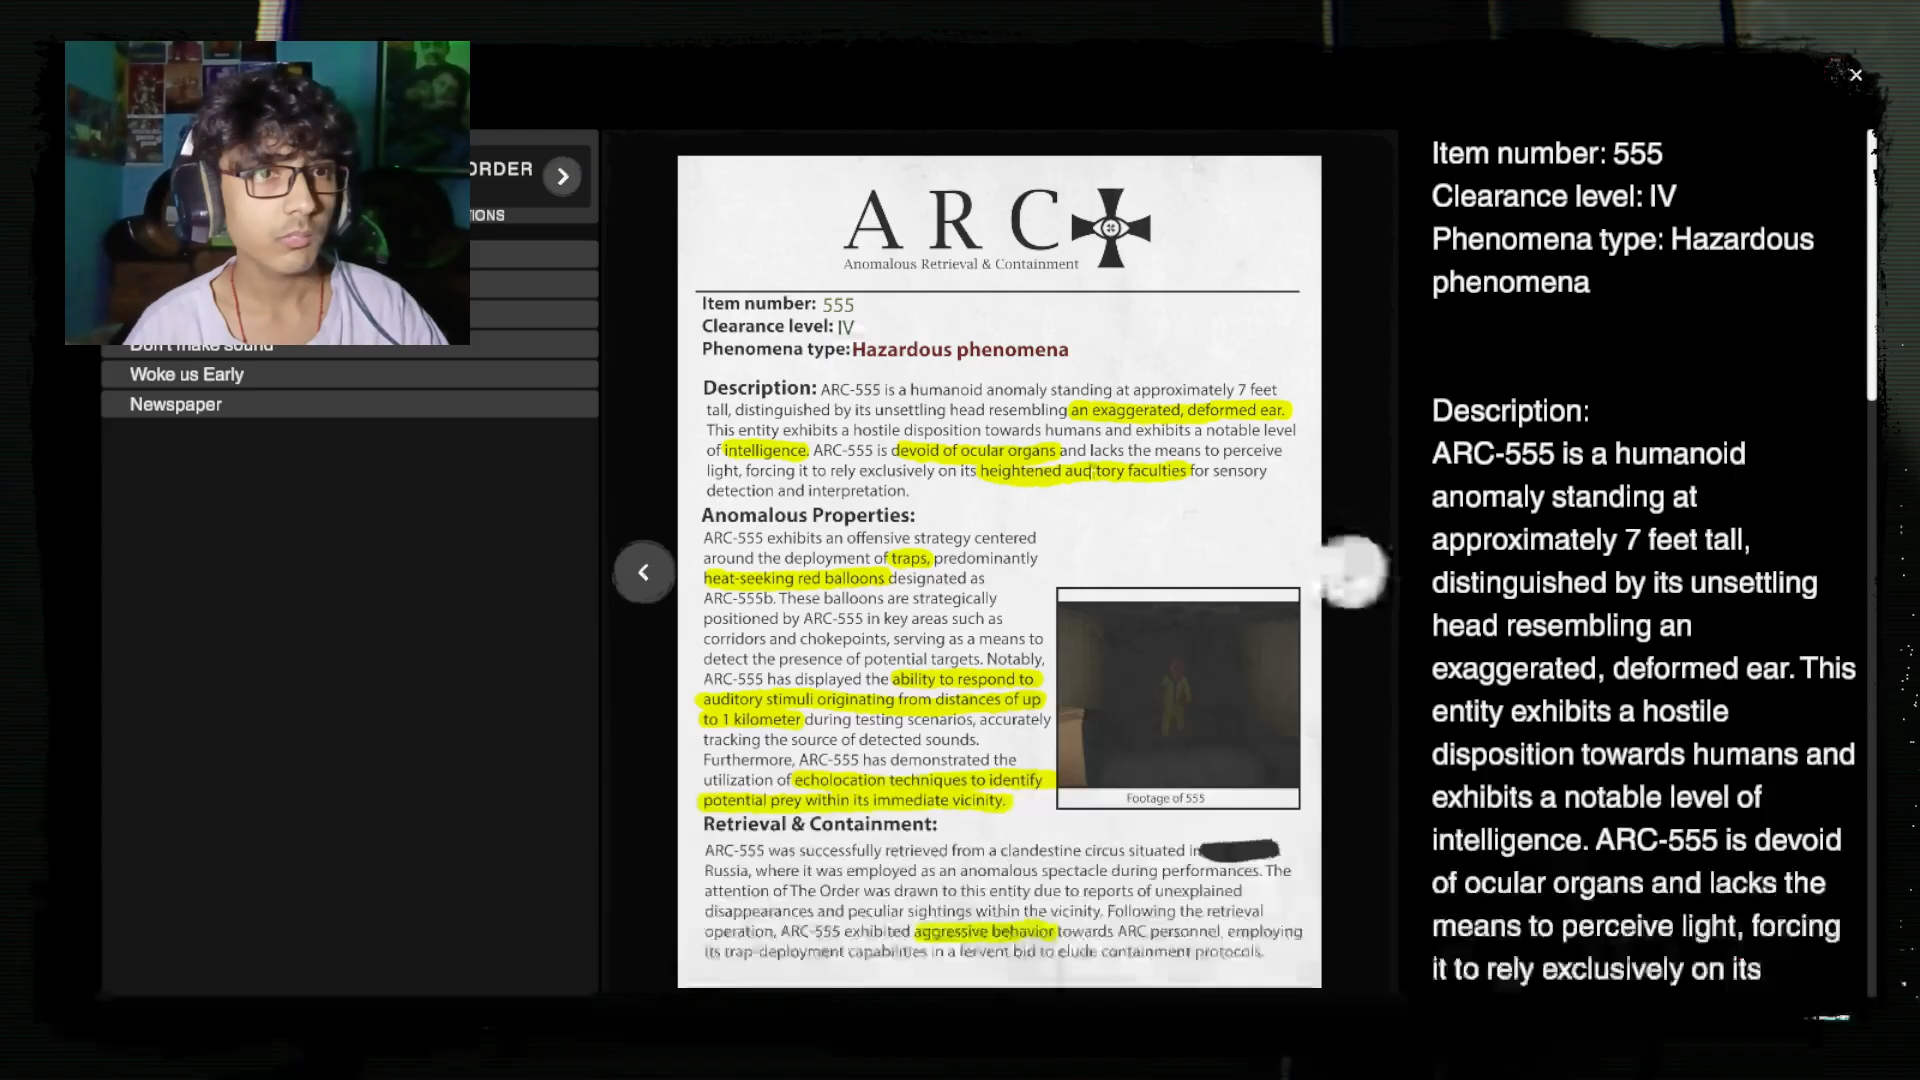 ORDER
IONS
Don't make sound
Woke us Early
Newspaper
A R C
Anomalous Retrieval & Containment
Item number: 555
Clearance level: IV
Phenomena type: Hazardous phenomena
Description: ARC-555 is a humanoid anomaly standing at approximately 7 feet
tall, distinguished by its unsettling head resembling an exaggerated, deformed ear.
This entity exhibits a hostile disposition towards humans and exhibits a notable level
of intelligence. ARC-555 is devoid of ocular organs and lacks the means to perceive
light, forcing it to rely exclusively on its heightened auditory faculties for sensory
detection and interpretation.
Anomalous Properties:
ARC-555 exhibits an offensive strategy centered
around the deployment of traps, predominantly
heat-seeking red balloons designated as
ARC-555b. These balloons are strategically
positioned by ARC-555 in key areas such as
corridors and chokepoints, serving as a means to
detect the presence of potential targets. Notably,
ARC-555 has displayed the ability to respond to
auditory stimuli originating from distances of up
to 1 kilometer during testing scenarios, accurately
tracking the source of detected sounds.
Furthermore, ARC-555 has demonstrated the
utilization of echolocation techniques to identify
potential prey within its immediate vicinity.
Footage of 555
Retrieval & Containment:
ARC-555 was successfully retrieved from a clandestine circus situated in
Russia, where it was employed as an anomalous spectacle during performances. The
attention of The Order was drawn to this entity due to reports of unexplained
disappearances and peculiar sightings within the vicinity. Following the retrieval
operation, ARC-555 exhibited aggressive behavior towards ARC personnel, employing
its trap-deployment capabilities in a fervent bid to elude containment protocols.
Item number: 555
Clearance level: IV
Phenomena type: Hazardous
phenomena
Description:
ARC-555 is a humanoid
anomaly standing at
approximately 7 feet tall,
distinguished by its unsettling
head resembling an
exaggerated, deformed ear. This
entity exhibits a hostile
disposition towards humans and
exhibits a notable level of
intelligence. ARC-555 is devoid
of ocular organs and lacks the
means to perceive light, forcing
it to rely exclusively on its